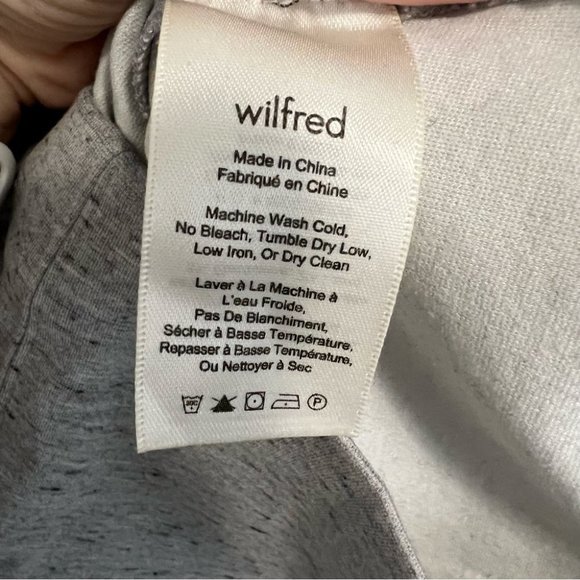 wilfred
Made in China
Fabriqué en Chine
Machine Wash Cold,
No Bleach, Tumble Dry Low,
Low Iron, Or Dry Clean
Laver à La Machine à
L'eau Froide,
Pas De Blanchiment,
Sécher à Basse Température,
Repasser à Basse Température,
Ou Nettoyer à Sec
30C P